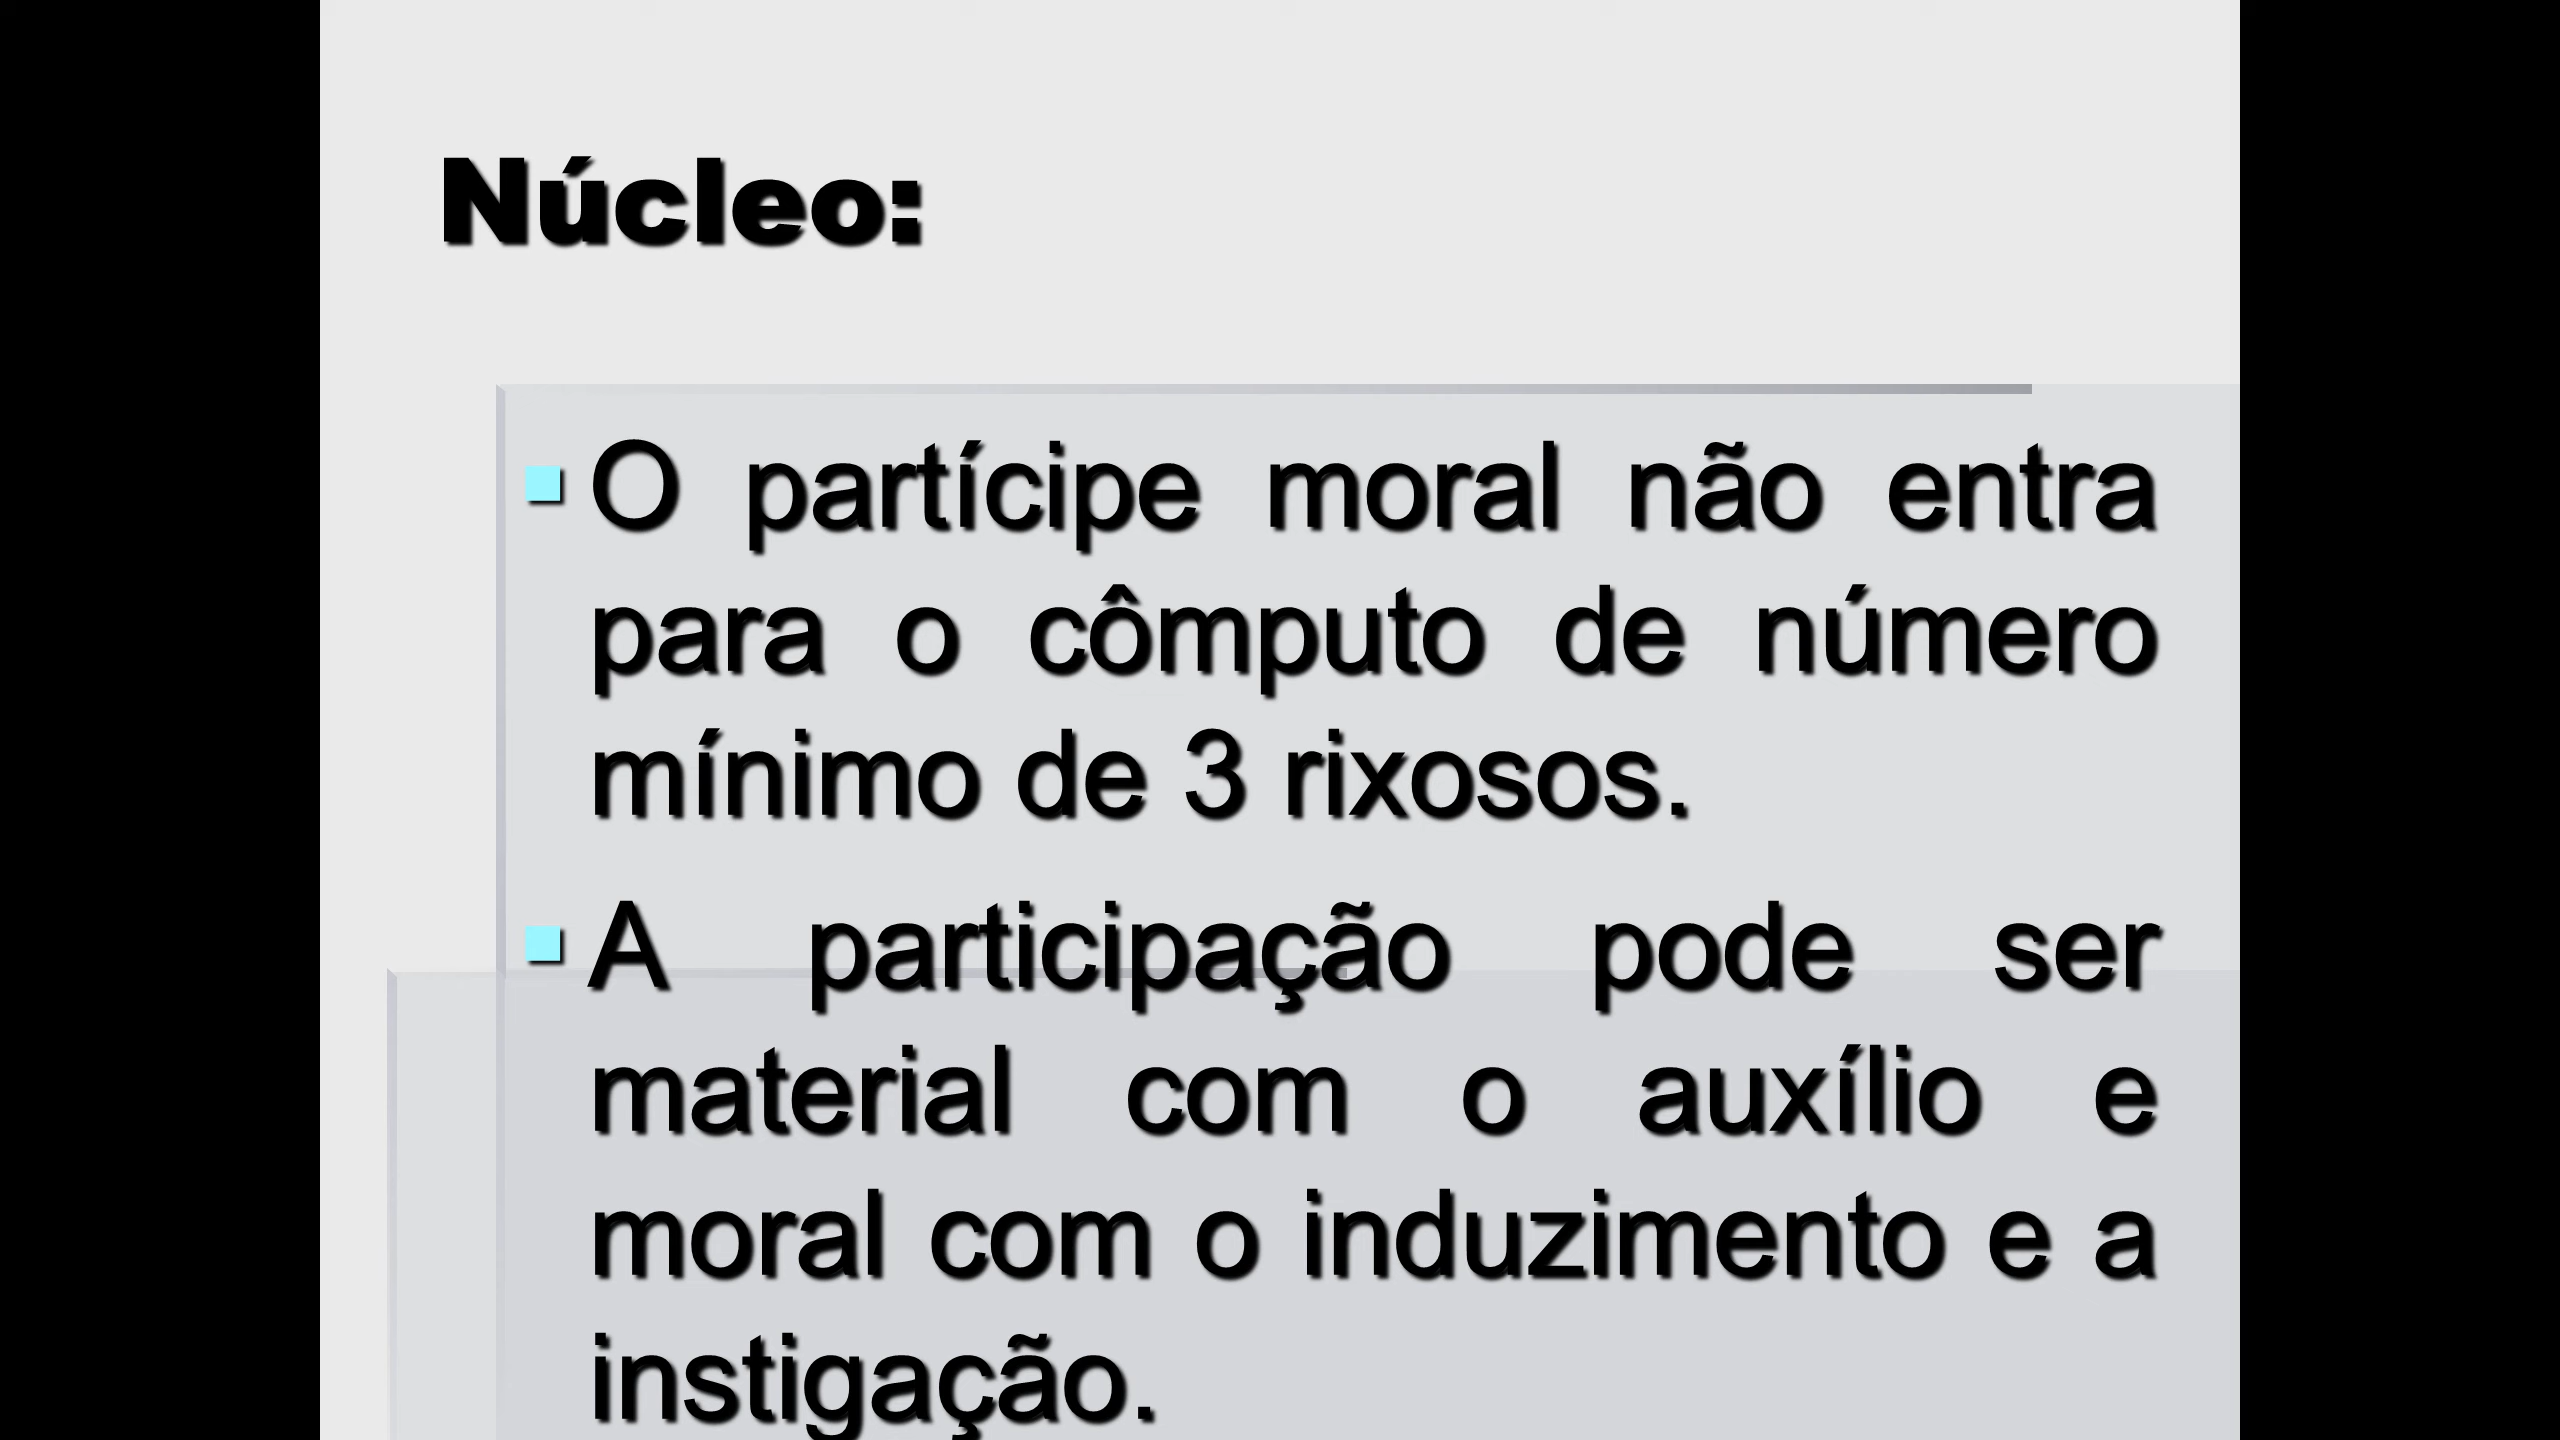 Núcleo:
O partícipe moral não entra
para o cômputo de número
mínimo de 3 rixosos.
A participação pode ser
material com o auxílio e
moral com o induzimento e a
instigação.